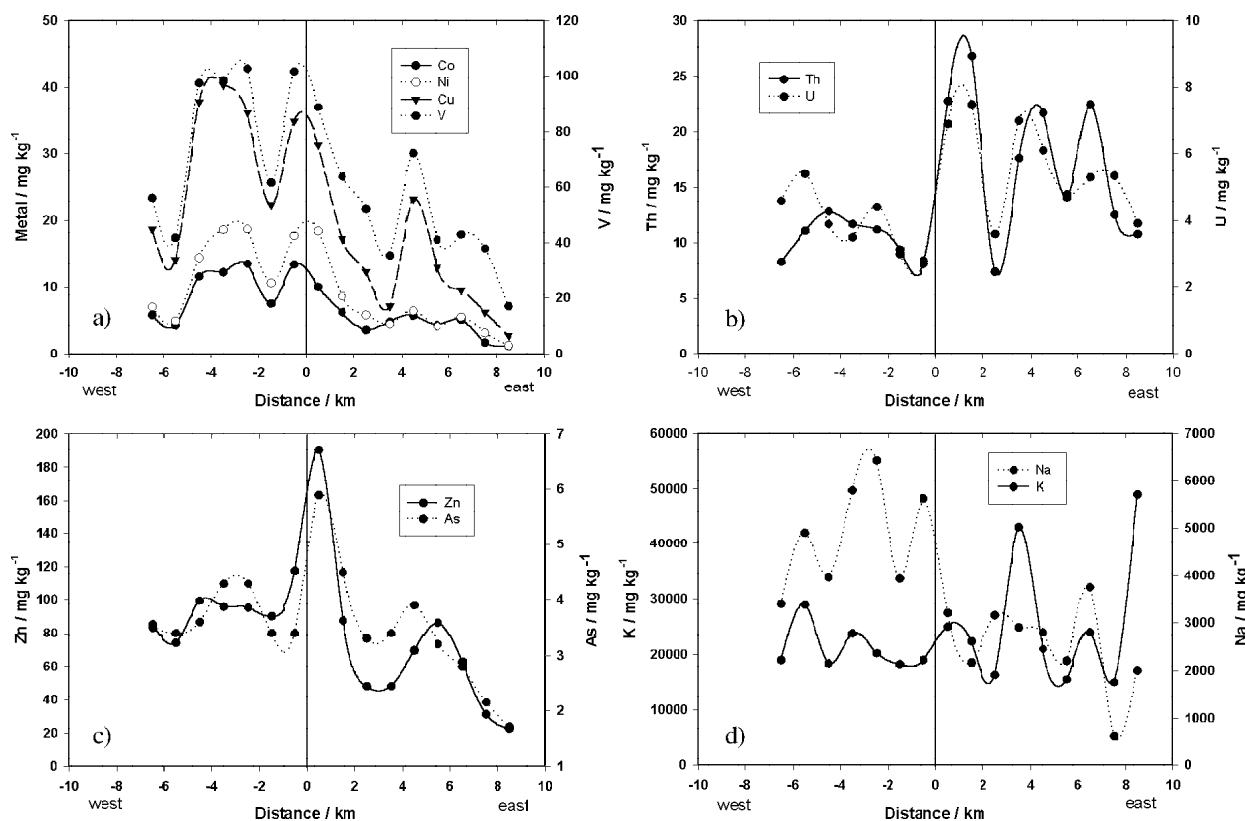 50
40
30
20
10
0
Metal / mg kg⁻¹
120
100
80
60
40
20
0
V / mg kg⁻¹
Co
Ni
Cu
V
a)
-10 -8 -6 -4 -2 0 2 4 6 8 10
west
east
Distance / km
30
25
20
15
10
5
0
Th / mg kg⁻¹
10
8
6
4
2
0
U / mg kg⁻¹
Th
U
b)
-10 -8 -6 -4 -2 0 2 4 6 8 10
west
east
Distance / km
200
180
160
140
120
100
80
60
40
20
0
Zn / mg kg⁻¹
7
6
5
4
3
2
1
As / mg kg⁻¹
Zn
As
c)
-10 -8 -6 -4 -2 0 2 4 6 8 10
west
east
Distance / km
60000
50000
40000
30000
20000
10000
0
K / mg kg⁻¹
7000
6000
5000
4000
3000
2000
1000
0
Na / mg kg⁻¹
Na
K
d)
-10 -8 -6 -4 -2 0 2 4 6 8 10
west
east
Distance / km